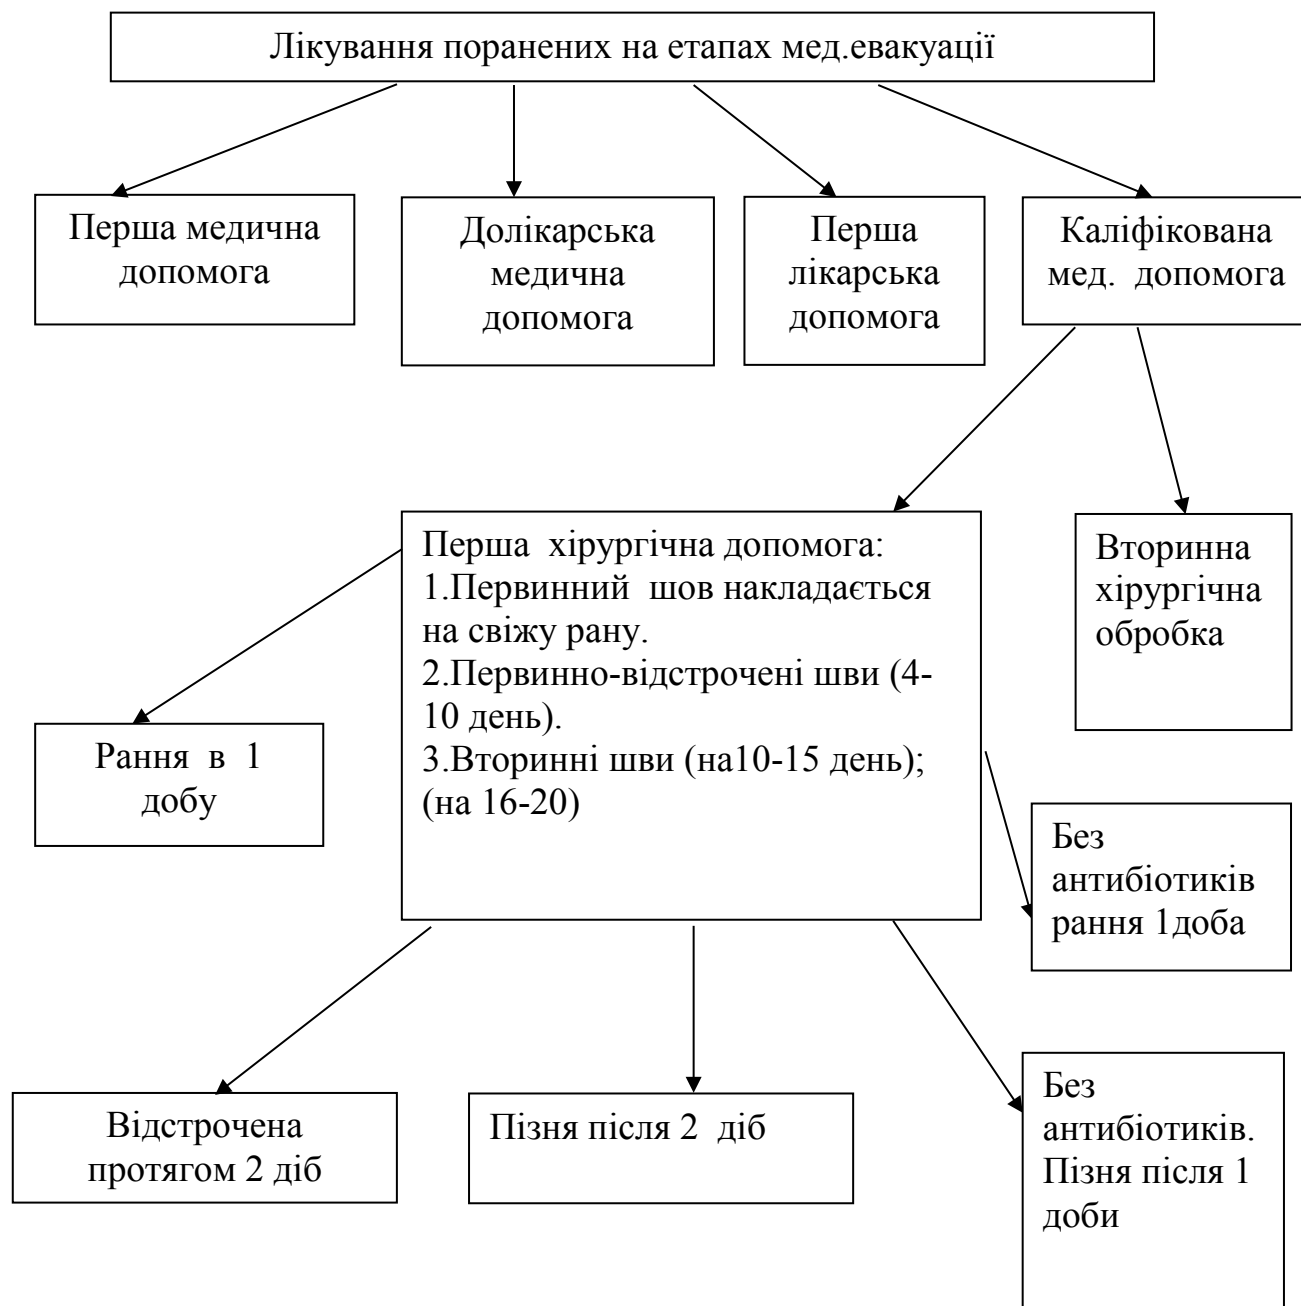 Лікування поранених на етапах мед.евакуації
Перша медична
допомога
Долікарська
медична
допомога
Перша
лікарська
допомога
Каліфікована
мед. допомога
Перша хірургічна допомога:
1.Первинний шов накладається
на свіжу рану.
2.Первинно-відстрочені шви (4-
10 день).
3.Вторинні шви (на10-15 день);
(на 16-20)
Вторинна
хірургічна
обробка
Рання в 1
добу
Без
антибіотиків
рання 1доба
Відстрочена
протягом 2 діб
Пізня після 2 діб
Без
антибіотиків.
Пізня після 1
доби